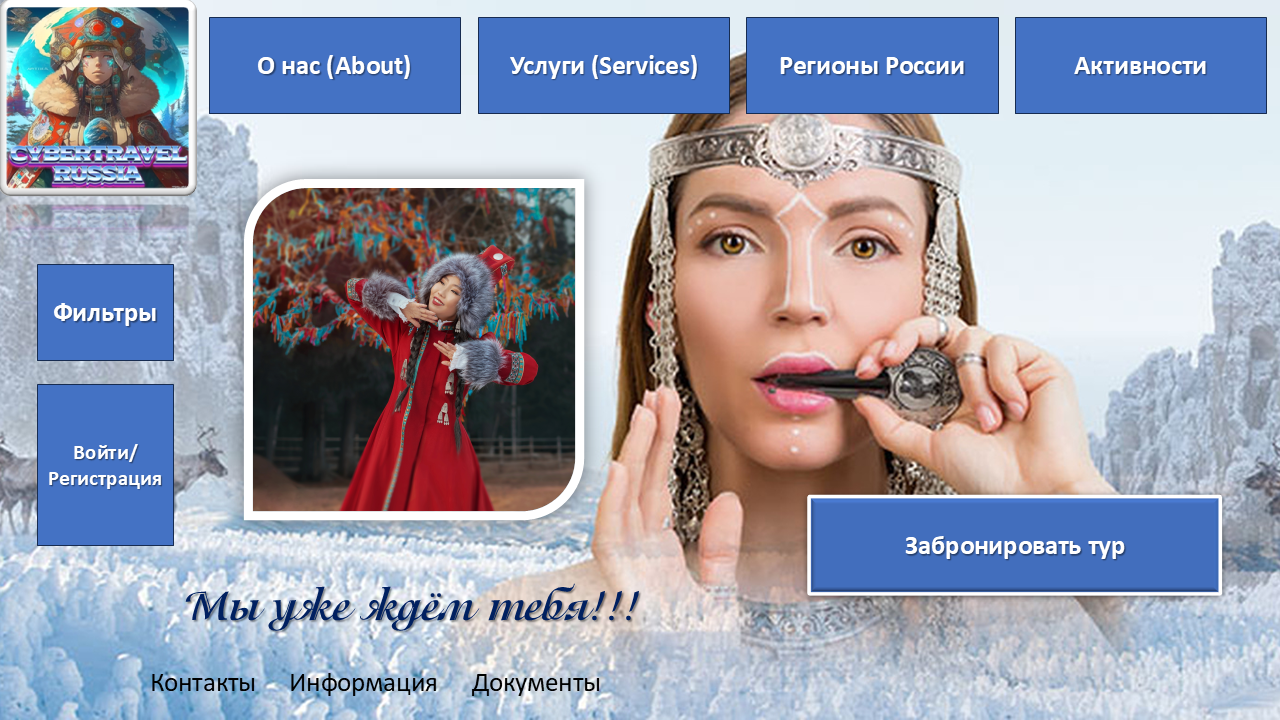 О нас (About)
Услуги (Services)
Регионы России
Активности
CYBERTRAVEL
RUSSIA
Фильтры
Войти/
Регистрация
Забронировать тур
Мы уже ждём тебя!!!
Контакты Информация Документы